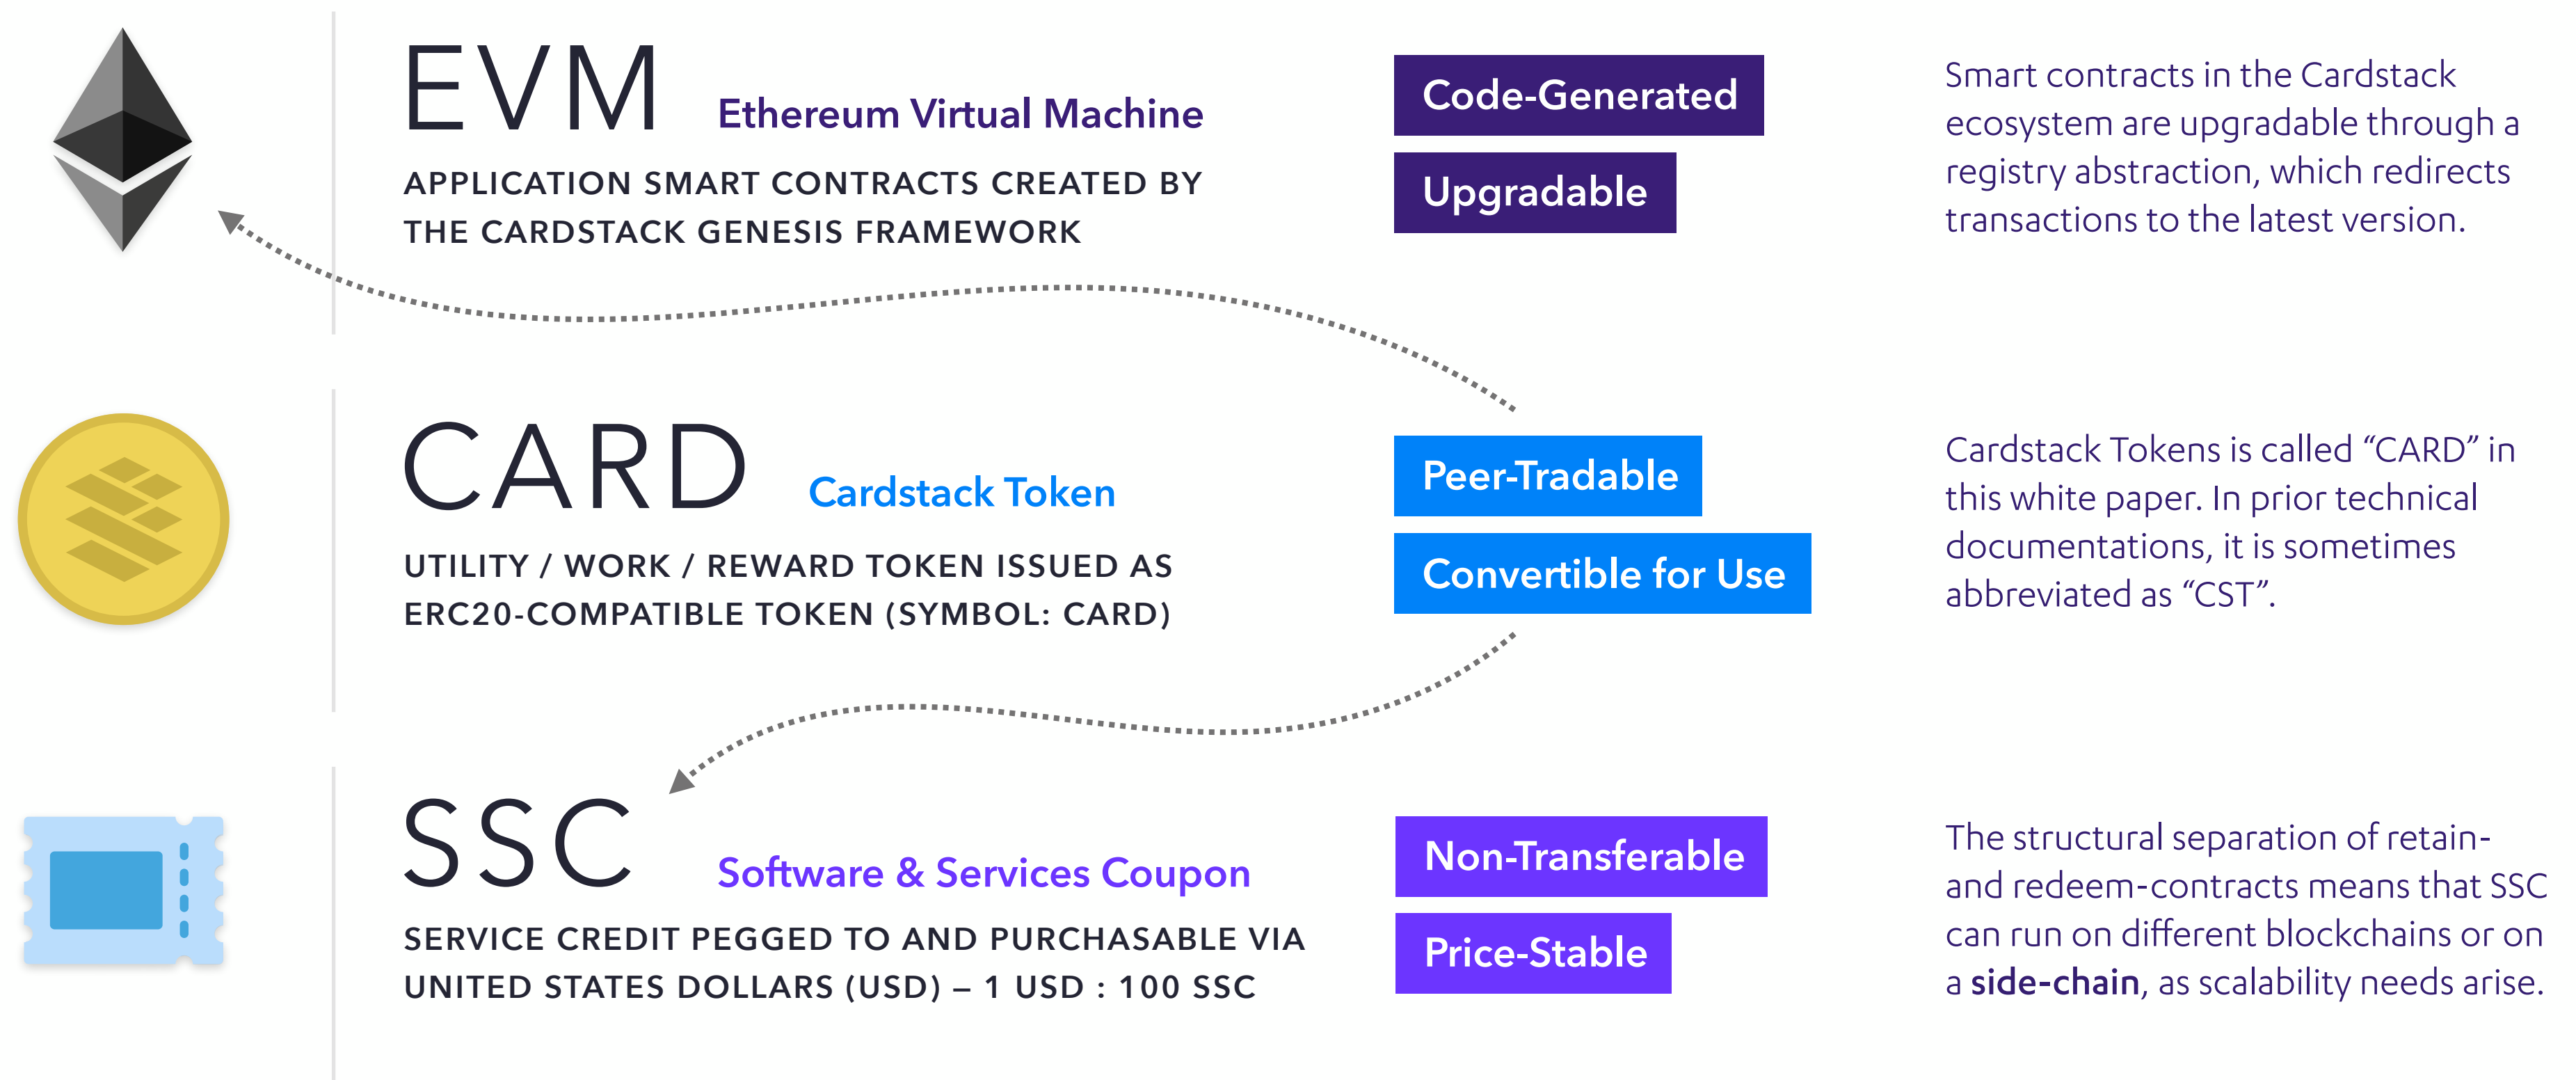 EVM Ethereum Virtual Machine
APPLICATION SMART CONTRACTS CREATED BY
THE CARDSTACK GENESIS FRAMEWORK
Code-Generated
Upgradable
Smart contracts in the Cardstack
ecosystem are upgradable through a
registry abstraction, which redirects
transactions to the latest version.
CARD Cardstack Token
UTILITY / WORK / REWARD TOKEN ISSUED AS
ERC20-COMPATIBLE TOKEN (SYMBOL: CARD)
Peer-Tradable
Convertible for Use
Cardstack Tokens is called “CARD” in
this white paper. In prior technical
documentations, it is sometimes
abbreviated as “CST”.
SSC Software & Services Coupon
SERVICE CREDIT PEGGED TO AND PURCHASABLE VIA
UNITED STATES DOLLARS (USD) – 1 USD : 100 SSC
Non-Transferable
Price-Stable
The structural separation of retain-
and redeem-contracts means that SSC
can run on different blockchains or on
a side-chain, as scalability needs arise.